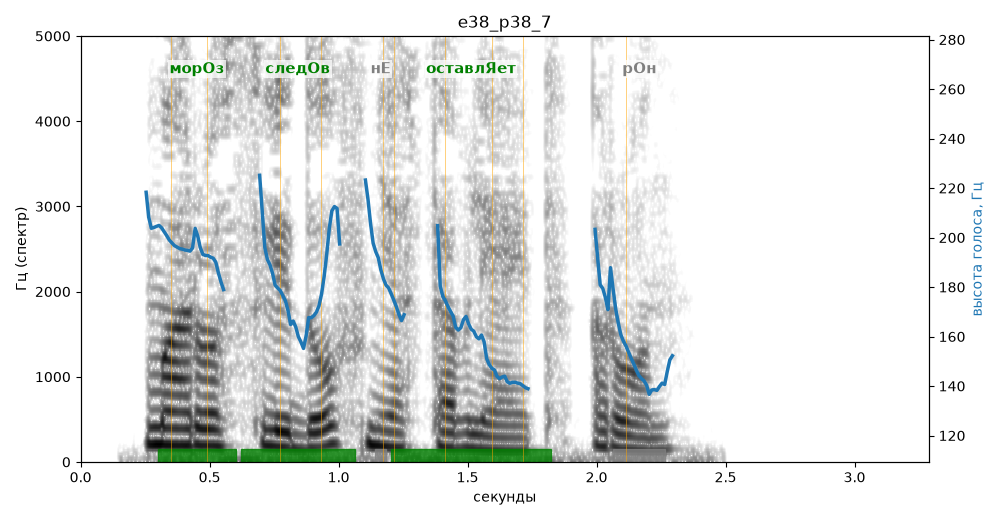 e38_p38_7
морОз следОв нЕ оставлЯет рОн
5000
4000
3000
2000
1000
0
280
260
240
220
200
180
160
140
120
Гц (спектр)
высота голоса, Гц
0.0 0.5 1.0 1.5 2.0 2.5 3.0
секунды